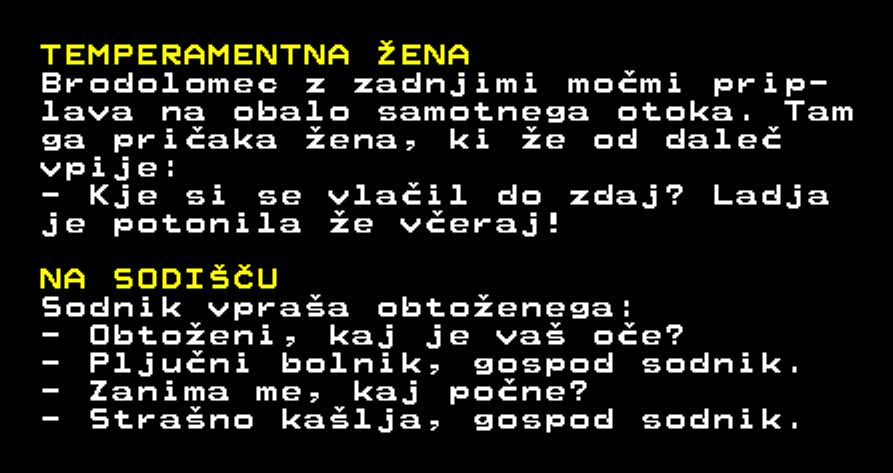 TEMPERAMENTNA ŽENA
Brodolomec z zadnjimi močmi prip-
lava na obalo samotnega otoka. Tam
ga pričaka žena, ki že od daleč
vpije:
- Kje si se vlačil do zdaj? Ladja
je potonila že včeraj!
NA SODIŠČU
Sodnik vpraša obtoženega:
- Obtoženi, kaj je vaš oče?
- Pljučni bolnik, gospod sodnik.
- Zanima me, kaj počne?
- Strašno kašlja, gospod sodnik.